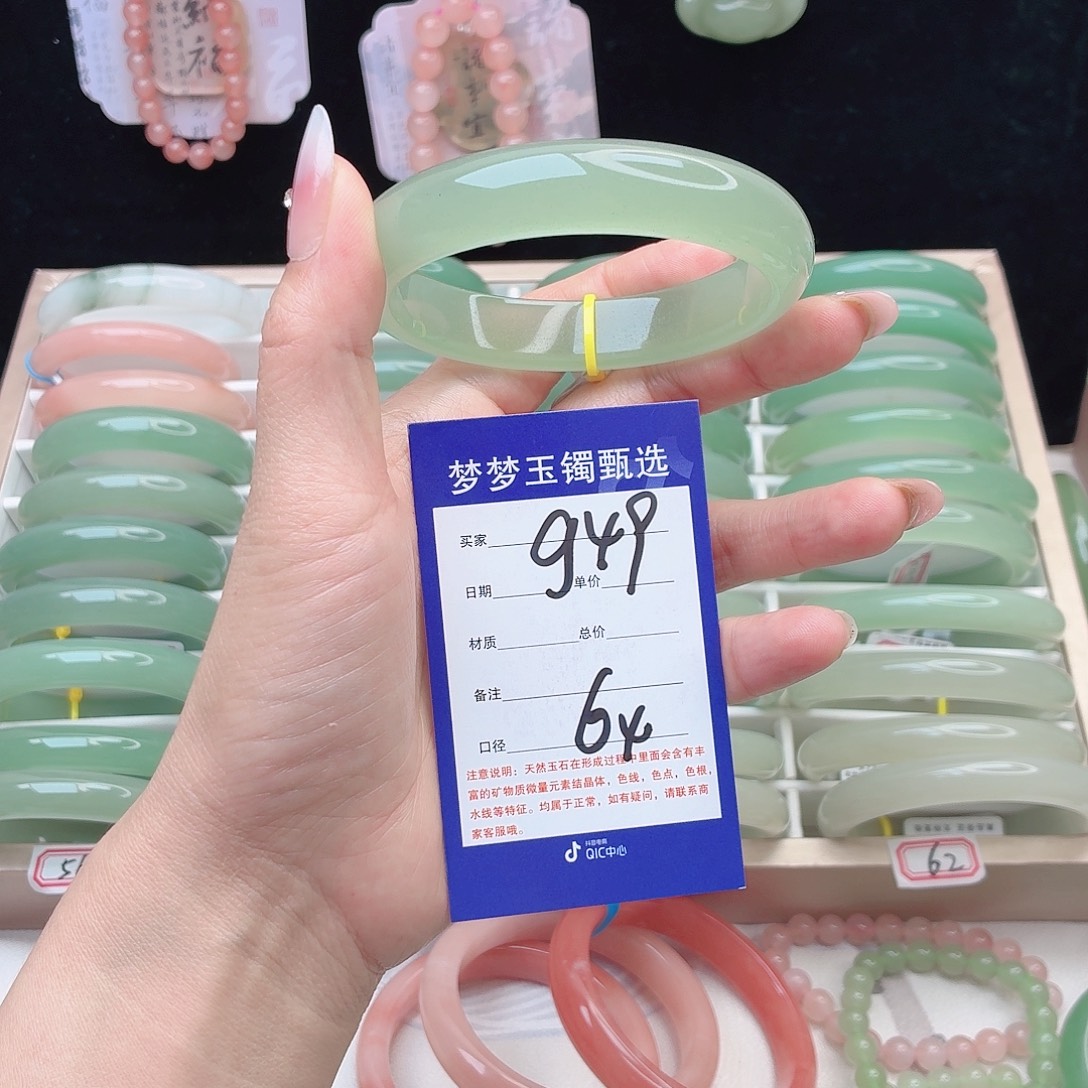 梦梦玉镯甄选
买家 949
日期 单价
材质 总价
备注
口径 64
注意说明：天然玉石在形成过程中里面会含有丰
富的矿物质微量元素结晶体，色线，色点，色根，
水线等特征。均属于正常，如有疑问，请联系商
家客服哦。
抖音电商
QIC中心
62